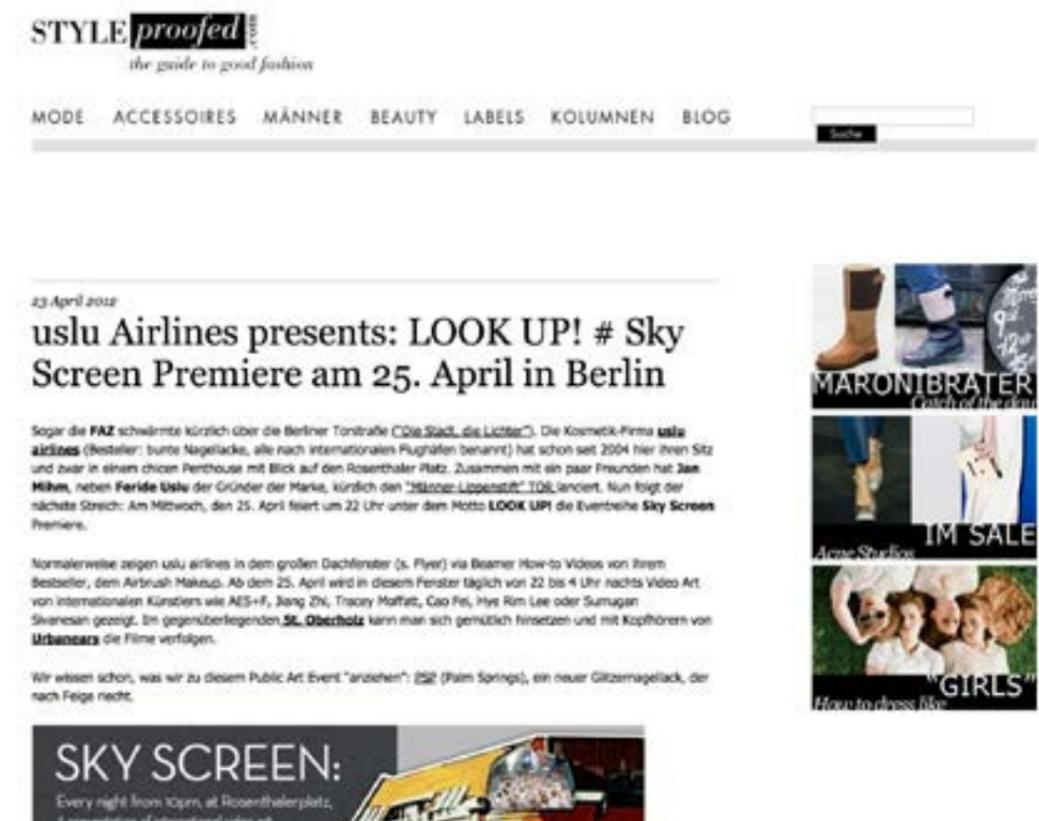 STYLE proofed .com
the guide to good fashion
MODE ACCESSOIRES MÄNNER BEAUTY LABELS KOLUMNEN BLOG
Suche
23 April 2012
uslu Airlines presents: LOOK UP! # Sky
Screen Premiere am 25. April in Berlin
Sogar die FAZ schwärmte kürzlich über die Berliner Torstraße ("Die Stadt, die Lichter"). Die Kosmetik-Firma uslu
airlines (Besteller: bunte Nagellacke, alle nach internationalen Flughäfen benannt) hat schon seit 2004 hier ihren Sitz
und zwar in einem chicen Penthouse mit Blick auf den Rosenthaler Platz. Zusammen mit ein paar Freunden hat Jan
Mihm, neben Feride Uslu der Gründer der Marke, kürzlich den "Männer-Lippenstift" TOR lanciert. Nun folgt der
nächste Streich: Am Mittwoch, den 25. April feiert um 22 Uhr unter dem Motto LOOK UP! die Eventreihe Sky Screen
Premiere.
Normalerweise zeigen uslu airlines in dem großen Dachfenster (s. Flyer) via Beamer How-to Videos von ihrem
Bestseller, dem Airbrush Makeup. Ab dem 25. April wird in diesem Fenster täglich von 22 bis 4 Uhr nachts Video Art
von internationalen Künstlern wie AES+F, Jiang Zhi, Tracey Moffatt, Cao Fei, Hye Rim Lee oder Sumugan
Sivanesan gezeigt. Im gegenüberliegenden St. Oberholz kann man sich gemütlich hinsetzen und mit Kopfhörern von
Urbanears die Filme verfolgen.
Wir wissen schon, was wir zu diesem Public Art Event "anziehen": PSP (Palm Springs), ein neuer Glitzernagellack, der
nach Feige riecht.
SKY SCREEN:
Every night from 10pm, at Rosenthalerplatz,
A presentation of international video art
MARONIBRATER
Catch of the day
IM SALE
Acne Studios
"GIRLS"
How to dress like